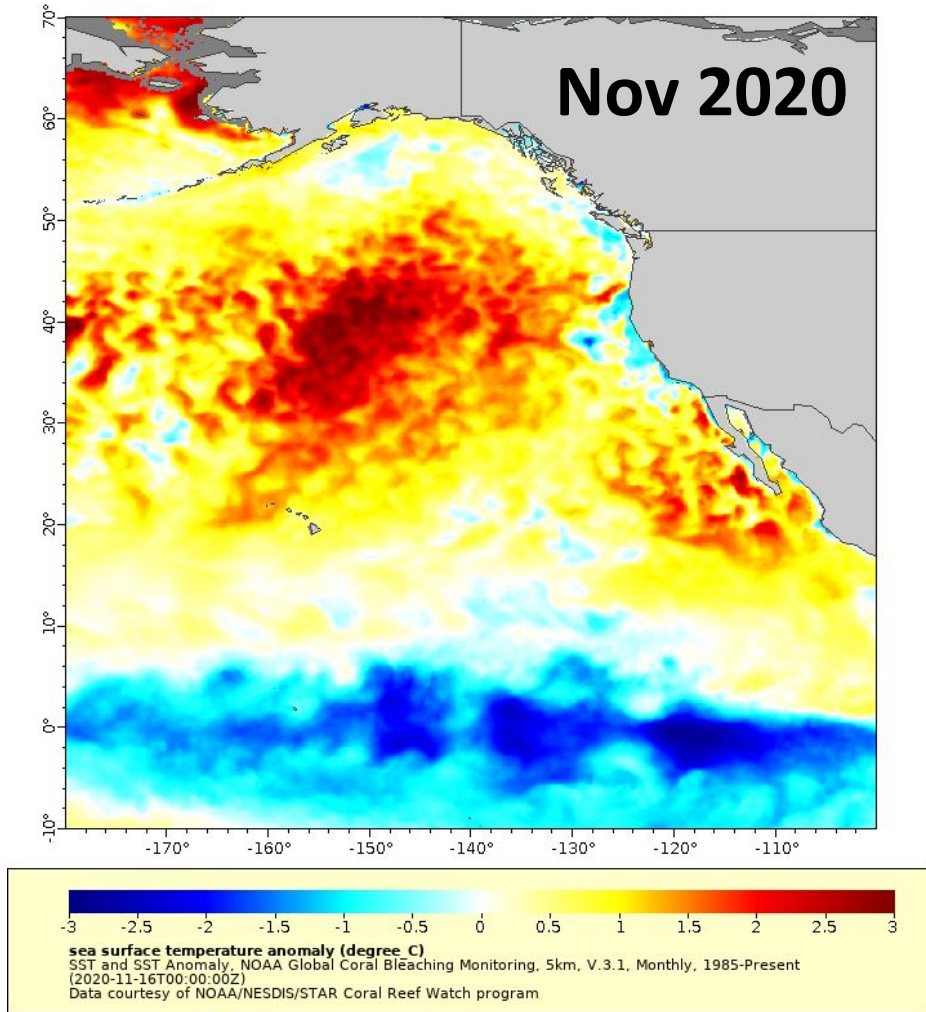 Nov 2020
70°
60°
50°
40°
30°
20°
10°
0°
-10°
-170° -160° -150° -140° -130° -120° -110°
-3 -2.5 -2 -1.5 -1 -0.5 0 0.5 1 1.5 2 2.5 3
sea surface temperature anomaly (degree_C)
SST and SST Anomaly, NOAA Global Coral Bleaching Monitoring, 5km, V.3.1, Monthly, 1985-Present
(2020-11-16T00:00:00Z)
Data courtesy of NOAA/NESDIS/STAR Coral Reef Watch program